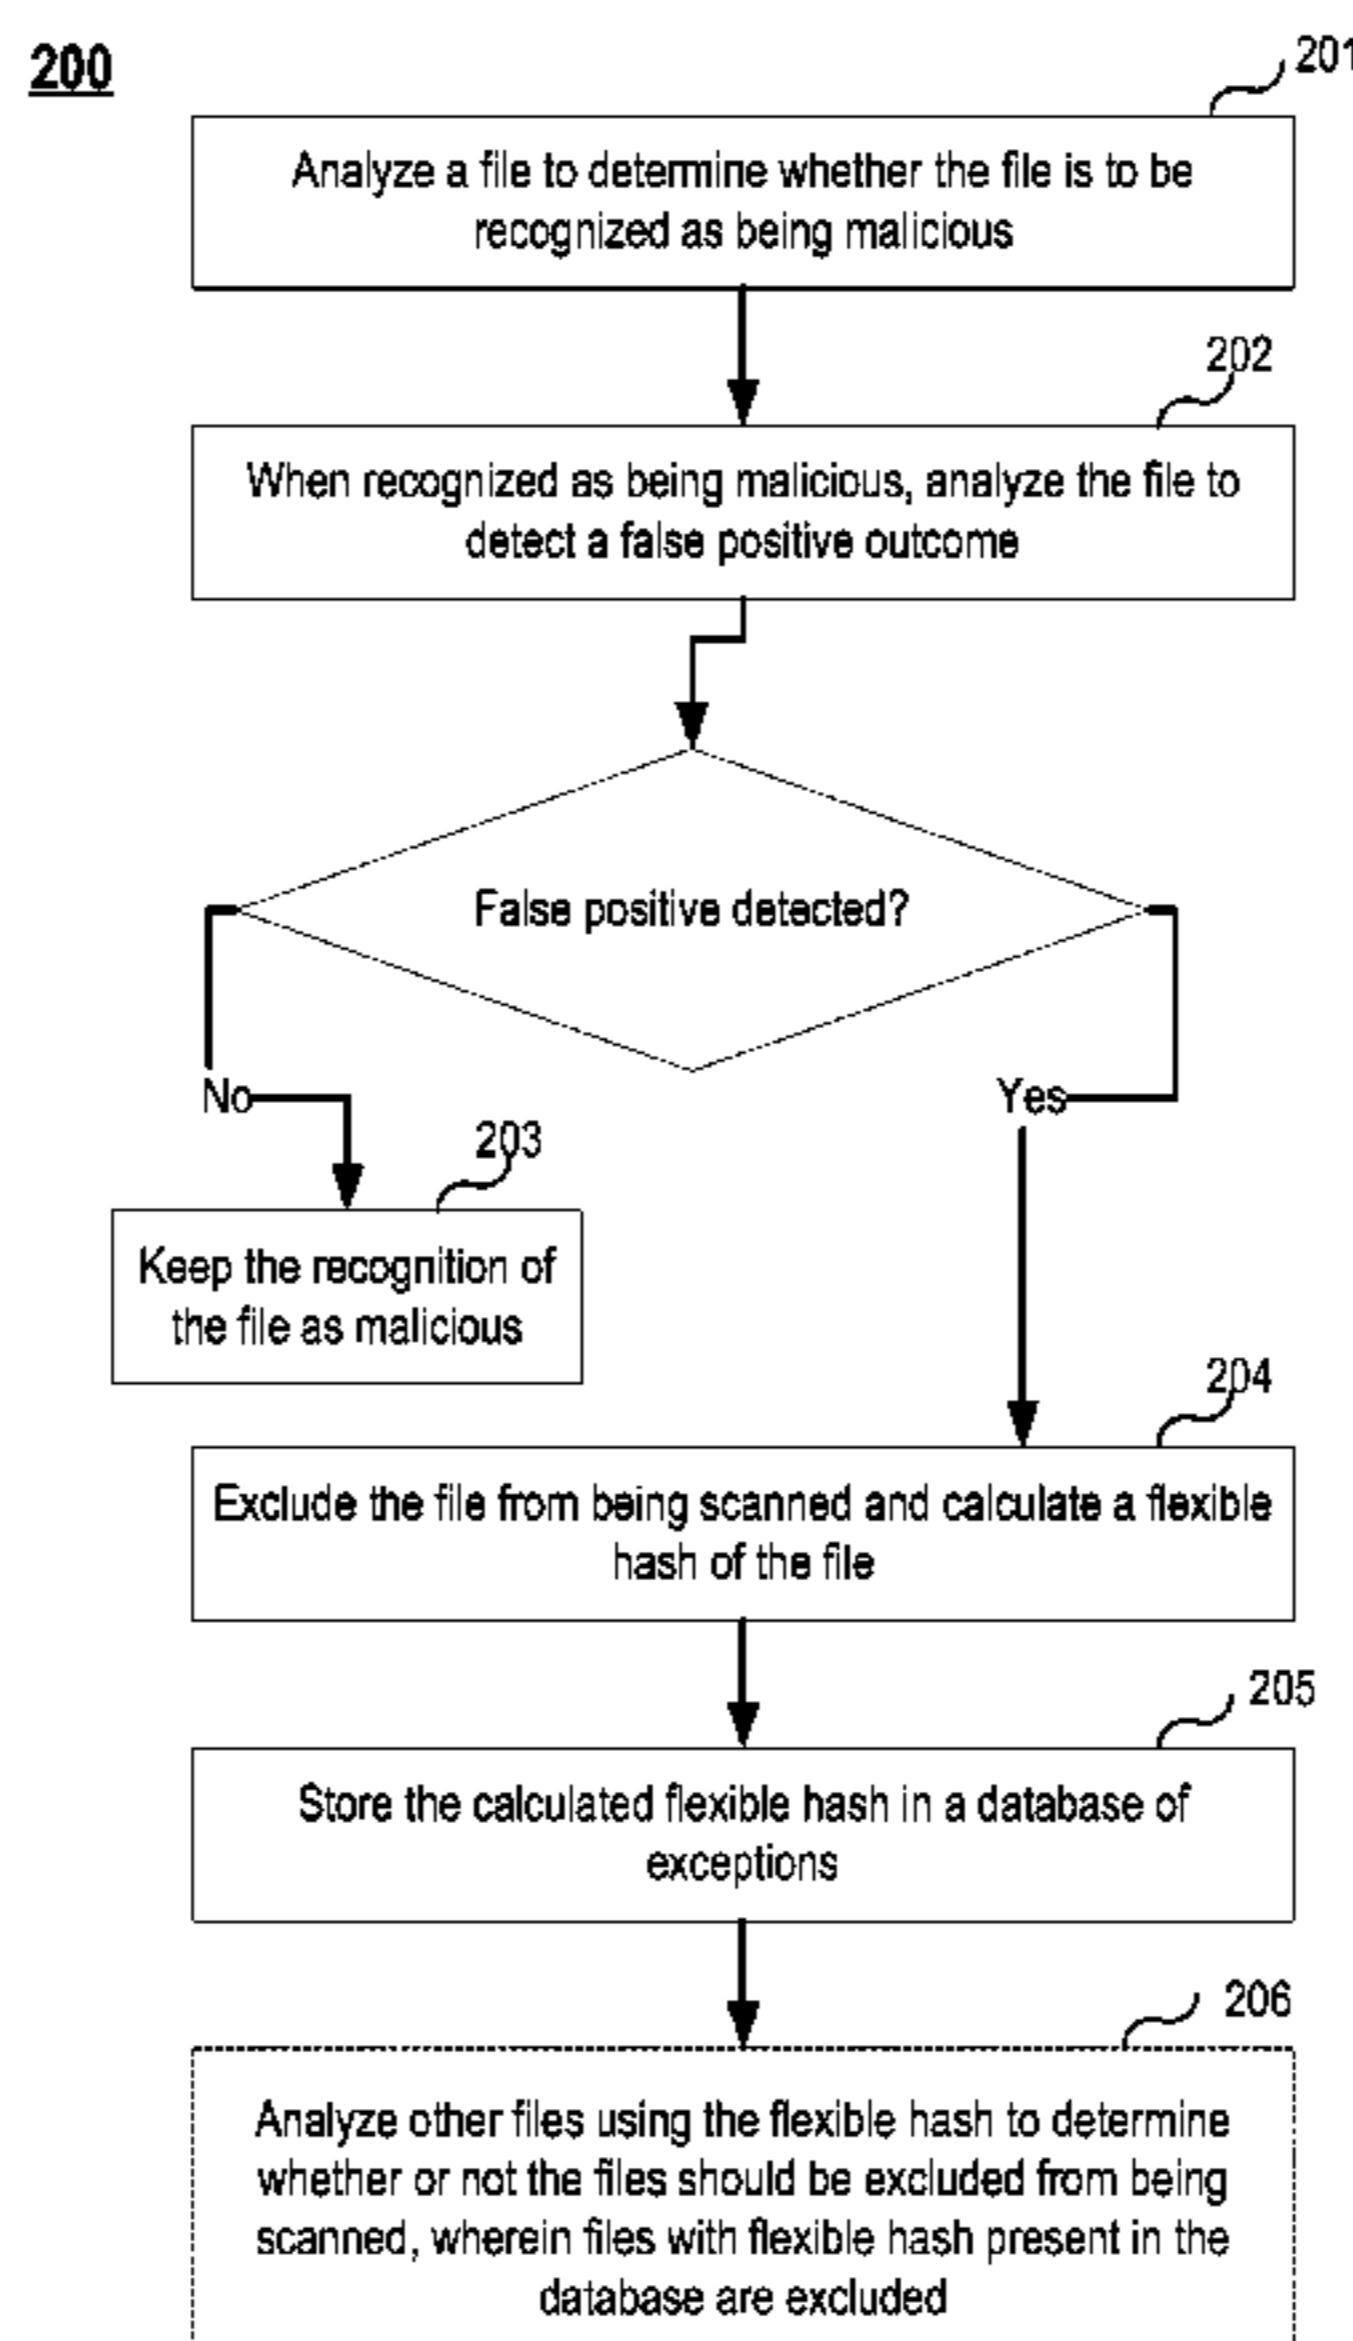 200
201
Analyze a file to determine whether the file is to be
recognized as being malicious
202
When recognized as being malicious, analyze the file to
detect a false positive outcome
False positive detected?
No
Yes
203
Keep the recognition of
the file as malicious
204
Exclude the file from being scanned and calculate a flexible
hash of the file
205
Store the calculated flexible hash in a database of
exceptions
206
Analyze other files using the flexible hash to determine
whether or not the files should be excluded from being
scanned, wherein files with flexible hash present in the
database are excluded